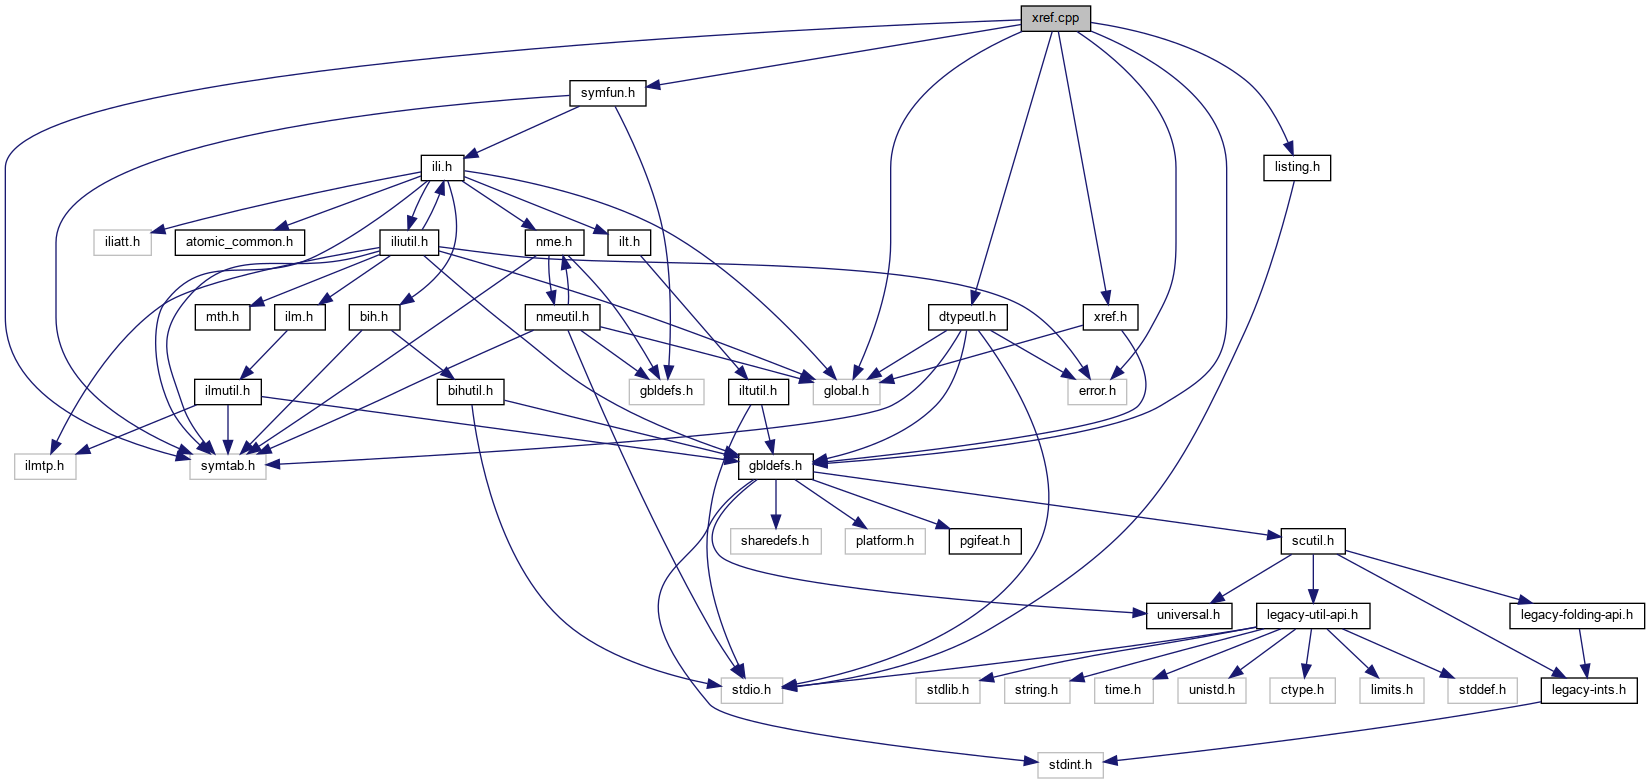 xref.cpp
symfun.h
ili.h
listing.h
iliatt.h
atomic_common.h
iliutil.h
nme.h
ilt.h
mth.h
ilm.h
bih.h
nmeutil.h
dtypeutl.h
xref.h
ilmutil.h
bihutil.h
gbldefs.h
iltutil.h
global.h
error.h
ilmtp.h
symtab.h
gbldefs.h
sharedefs.h
platform.h
pgifeat.h
scutil.h
universal.h
legacy-util-api.h
legacy-folding-api.h
stdio.h
stdlib.h
string.h
time.h
unistd.h
ctype.h
limits.h
stddef.h
legacy-ints.h
stdint.h